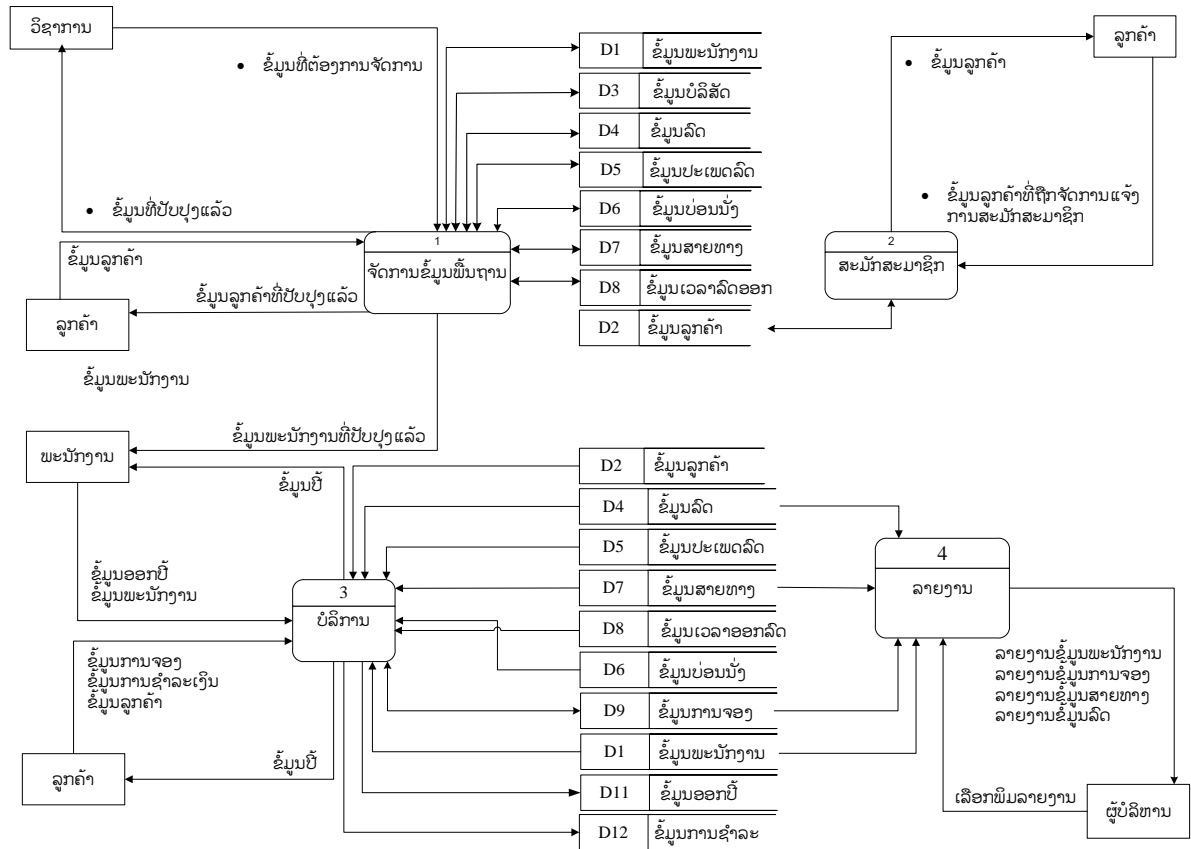 ວິຊາການ
• ຂໍ້ມູນທີ່ຕ້ອງການຈັດການ
• ຂໍ້ມູນທີ່ປັບປຸງແລ້ວ
D1 ຂໍ້ມູນພະນັກງານ
D3 ຂໍ້ມູນບໍລິສັດ
D4 ຂໍ້ມູນລົດ
D5 ຂໍ້ມູນປະເພດລົດ
D6 ຂໍ້ມູນບ່ອນນັ່ງ
D7 ຂໍ້ມູນສາຍທາງ
D8 ຂໍ້ມູນເວລາລົດອອກ
D2 ຂໍ້ມູນລູກຄ້າ
ລູກຄ້າ
• ຂໍ້ມູນລູກຄ້າ
• ຂໍ້ມູນລູກຄ້າທີ່ຖືກຈັດການແຈ້ງ
ການສະມັກສະມາຊິກ
2
ສະມັກສະມາຊິກ
1
ຈັດການຂໍ້ມູນພື້ນຖານ
ຂໍ້ມູນລູກຄ້າ
ຂໍ້ມູນລູກຄ້າທີ່ປັບປຸງແລ້ວ
ລູກຄ້າ
ຂໍ້ມູນພະນັກງານ
ຂໍ້ມູນພະນັກງານທີ່ປັບປຸງແລ້ວ
ພະນັກງານ
ຂໍ້ມູນປີ້
ຂໍ້ມູນອອກປີ້
ຂໍ້ມູນພະນັກງານ
3
ບໍລິການ
ຂໍ້ມູນການຈອງ
ຂໍ້ມູນການຊຳລະເງິນ
ຂໍ້ມູນລູກຄ້າ
ລູກຄ້າ
ຂໍ້ມູນປີ້
D2 ຂໍ້ມູນລູກຄ້າ
D4 ຂໍ້ມູນລົດ
D5 ຂໍ້ມູນປະເພດລົດ
D7 ຂໍ້ມູນສາຍທາງ
D8 ຂໍ້ມູນເວລາອອກລົດ
D6 ຂໍ້ມູນບ່ອນນັ່ງ
D9 ຂໍ້ມູນການຈອງ
D1 ຂໍ້ມູນພະນັກງານ
D11 ຂໍ້ມູນອອກປີ້
D12 ຂໍ້ມູນການຊຳລະ
4
ລາຍງານ
ລາຍງານຂໍ້ມູນພະນັກງານ
ລາຍງານຂໍ້ມູນການຈອງ
ລາຍງານຂໍ້ມູນສາຍທາງ
ລາຍງານຂໍ້ມູນລົດ
ເລືອກພິມລາຍງານ
ຜູ້ບໍລິຫານ